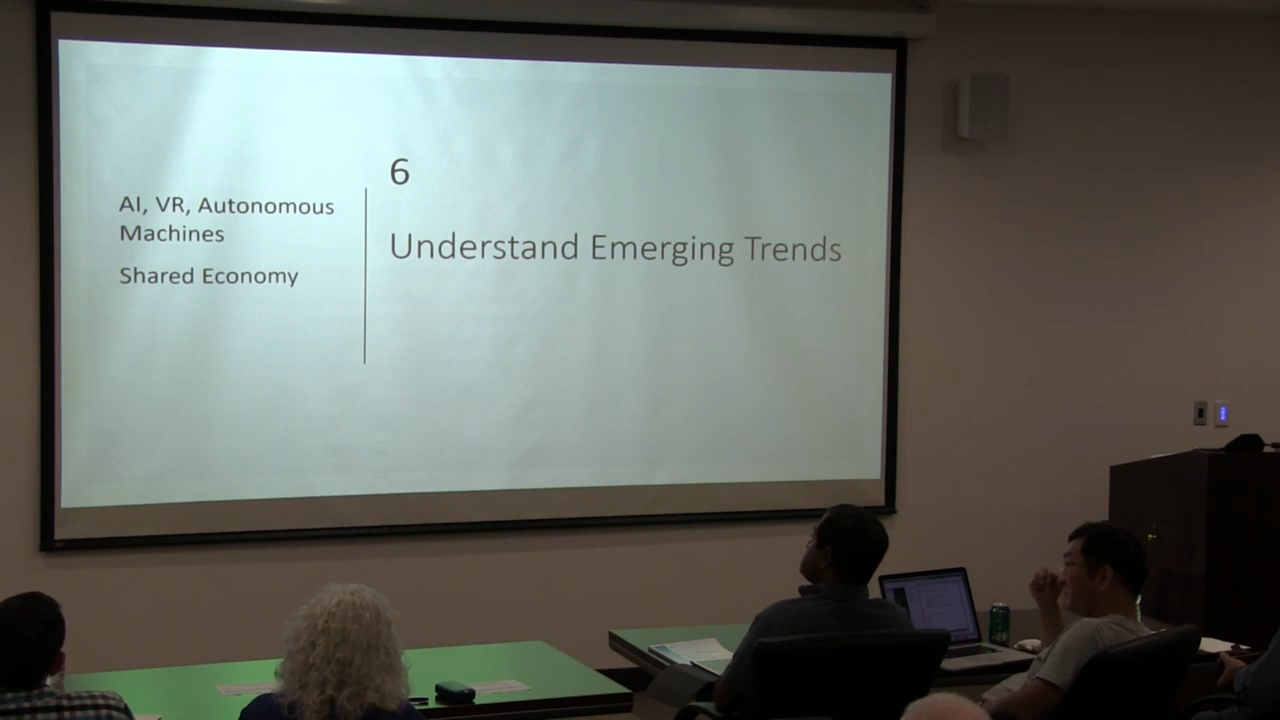 AI, VR, Autonomous
Machines
Shared Economy
6
Understand Emerging Trends